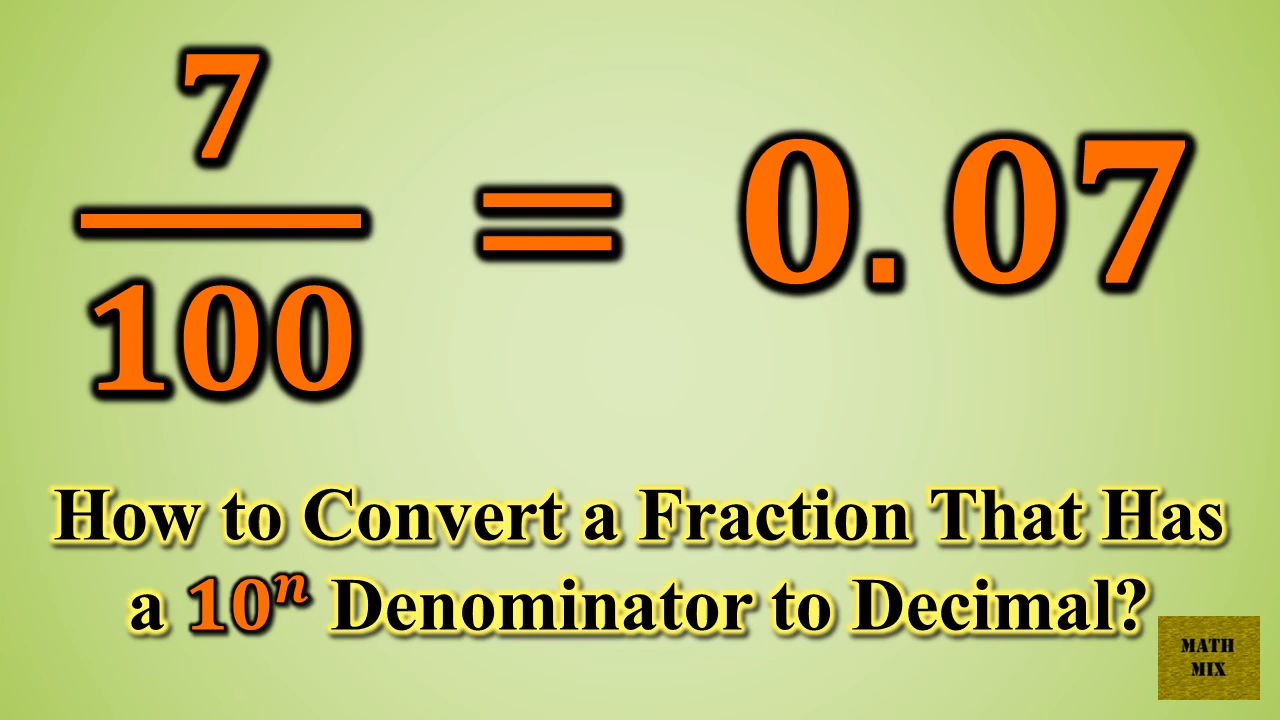 7
100
= 0.07
How to Convert a Fraction That Has
a 10ⁿ Denominator to Decimal?
MATH
MIX